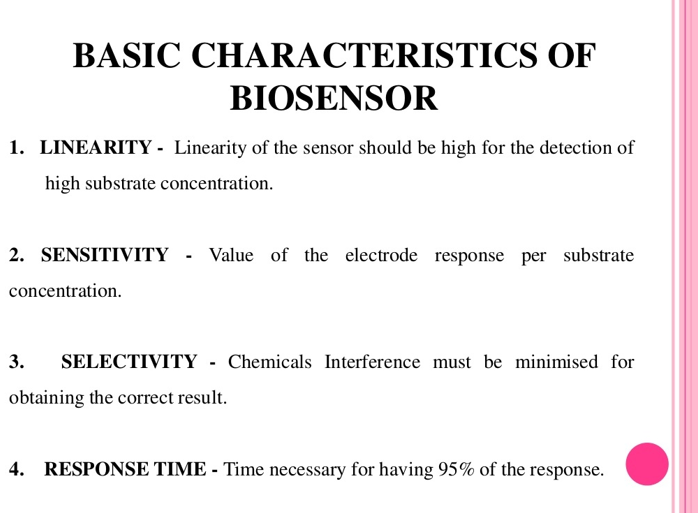 BASIC CHARACTERISTICS OF
BIOSENSOR
1. LINEARITY - Linearity of the sensor should be high for the detection of
high substrate concentration.
2. SENSITIVITY - Value of the electrode response per substrate
concentration.
3. SELECTIVITY - Chemicals Interference must be minimised for
obtaining the correct result.
4. RESPONSE TIME - Time necessary for having 95% of the response.